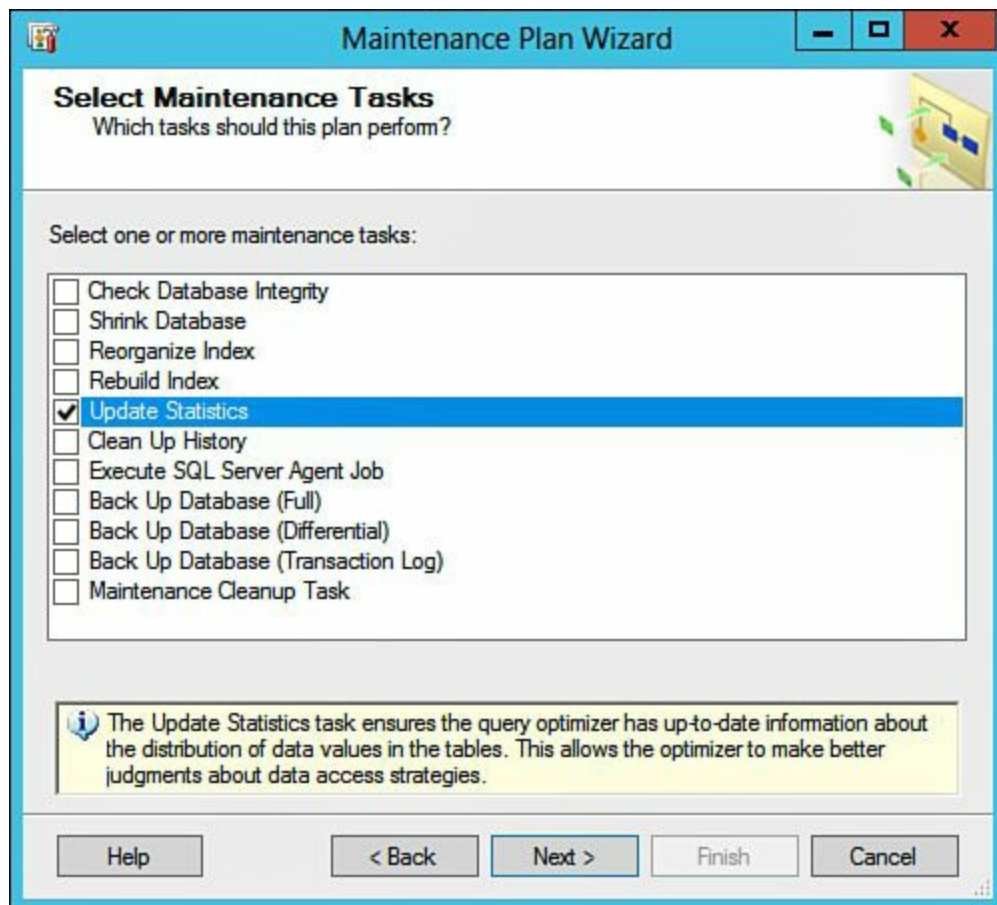 Maintenance Plan Wizard
Select Maintenance Tasks
Which tasks should this plan perform?
Select one or more maintenance tasks:
Check Database Integrity
Shrink Database
Reorganize Index
Rebuild Index
Update Statistics
Clean Up History
Execute SQL Server Agent Job
Back Up Database (Full)
Back Up Database (Differential)
Back Up Database (Transaction Log)
Maintenance Cleanup Task
The Update Statistics task ensures the query optimizer has up-to-date information about
the distribution of data values in the tables. This allows the optimizer to make better
judgments about data access strategies.
Help
< Back
Next >
Finish
Cancel